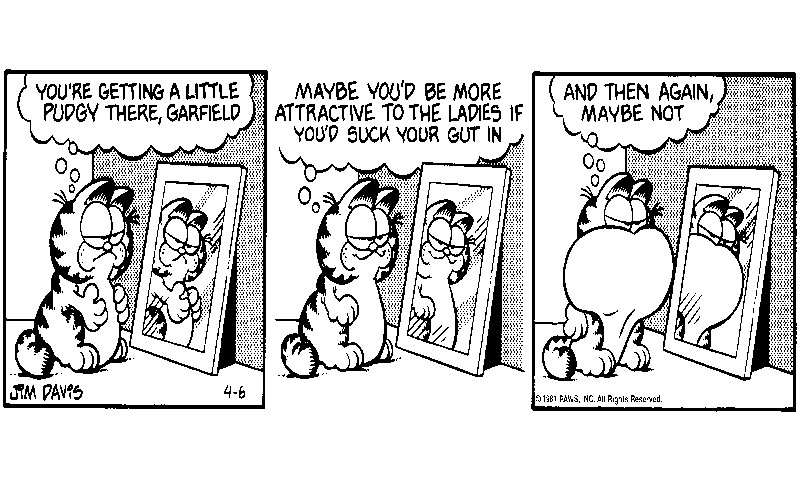 YOU'RE GETTING A LITTLE
PUDGY THERE, GARFIELD
JIM DAVIS
4-6
MAYBE YOU'D BE MORE
ATTRACTIVE TO THE LADIES IF
YOU'D SUCK YOUR GUT IN
AND THEN AGAIN,
MAYBE NOT
© 1981 PAWS, INC. All Rights Reserved.